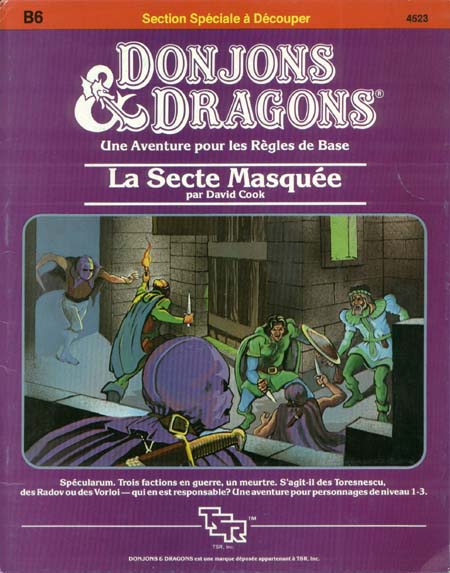 B6
Section Spéciale à Découper
4523
DONJONS
& DRAGONS®
Une Aventure pour les Règles de Base
La Secte Masquée
par David Cook
Spécularum. Trois factions en guerre, un meurtre. S'agit-il des Toresnescu,
des Radov ou des Vorloi — qui en est responsable? Une aventure pour personnages de niveau 1-3.
TSR™
TSR, Inc.
DONJONS & DRAGONS est une marque déposée appartenant à TSR, Inc.